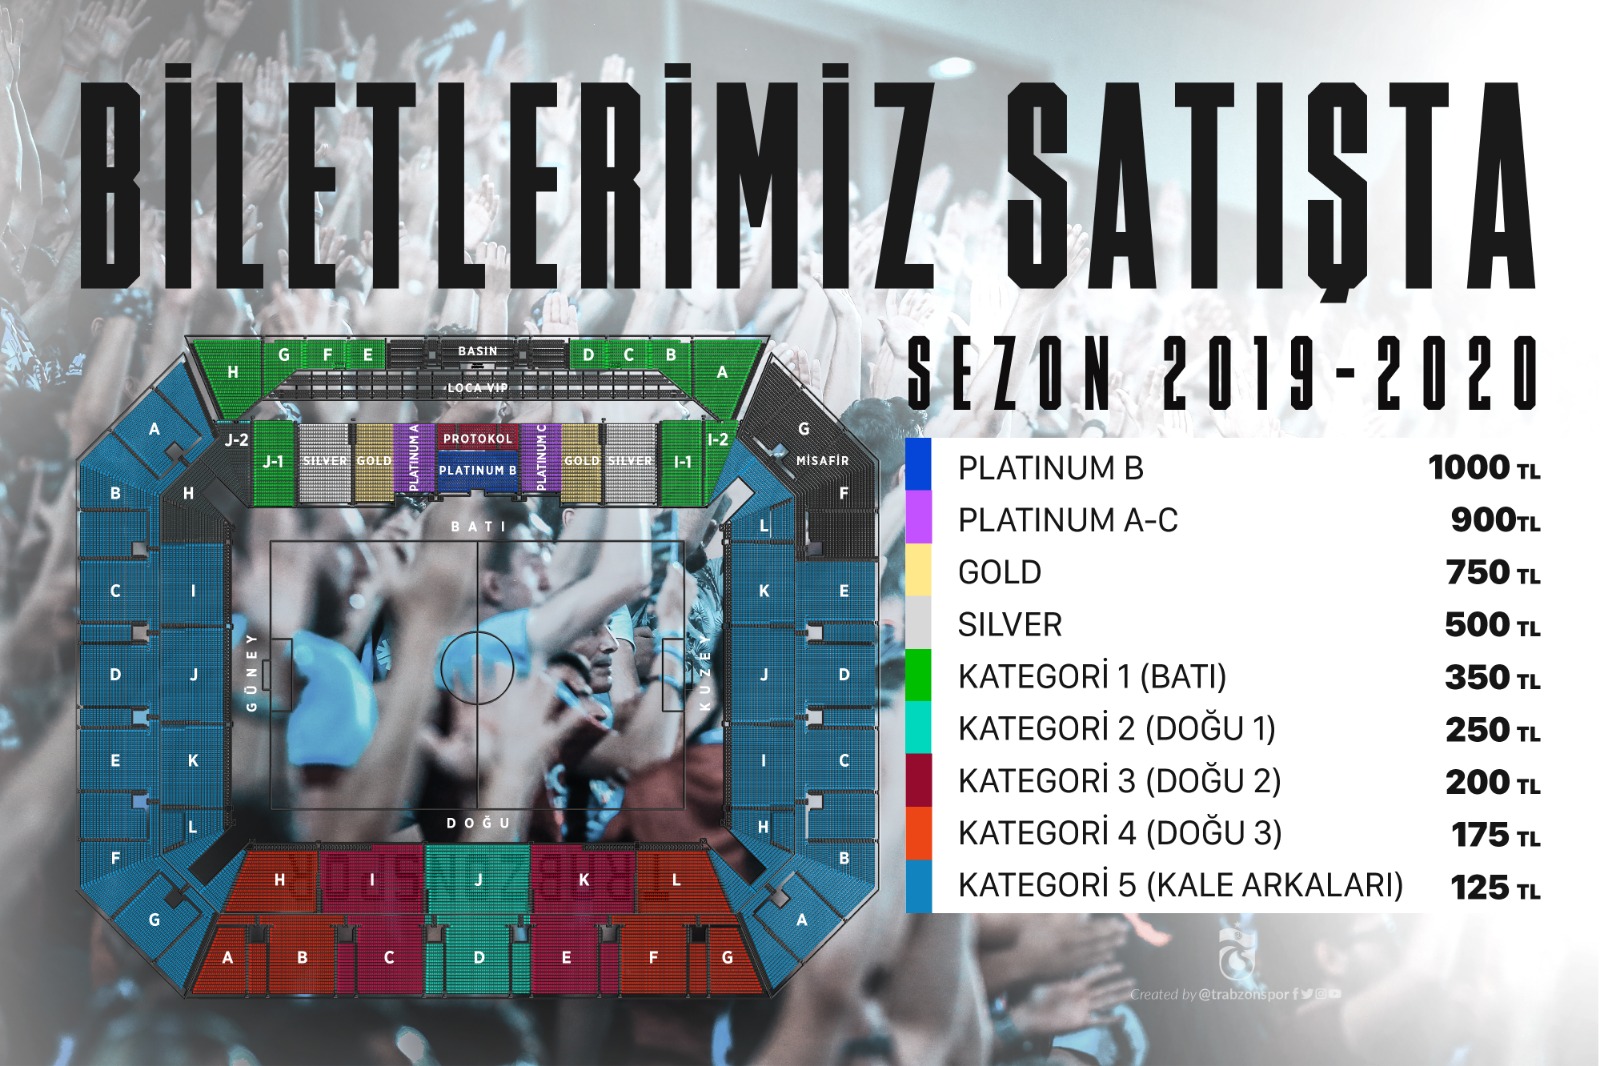 BİLETLERİMİZ SATIŞTA
SEZON 2019-2020
PLATINUM B 1000 TL
PLATINUM A-C 900TL
GOLD 750 TL
SILVER 500 TL
KATEGORİ 1 (BATI) 350 TL
KATEGORİ 2 (DOĞU 1) 250 TL
KATEGORİ 3 (DOĞU 2) 200 TL
KATEGORİ 4 (DOĞU 3) 175 TL
KATEGORİ 5 (KALE ARKALARI) 125 TL
H G F E BASIN D C B A
LOCA VIP
J-2 J-1 SILVER GOLD PLATINUM A PROTOKOL PLATINUM B PLATINUM C GOLD SILVER I-1 I-2
A B C D E F G
H I J K L
GÜNEY
BATI
KUZEY
DOĞU
L K J I H
G MİSAFİR F E D C B A
H I J K L
TRABZONSPOR
A B C D E F G
Created by @trabzonspor